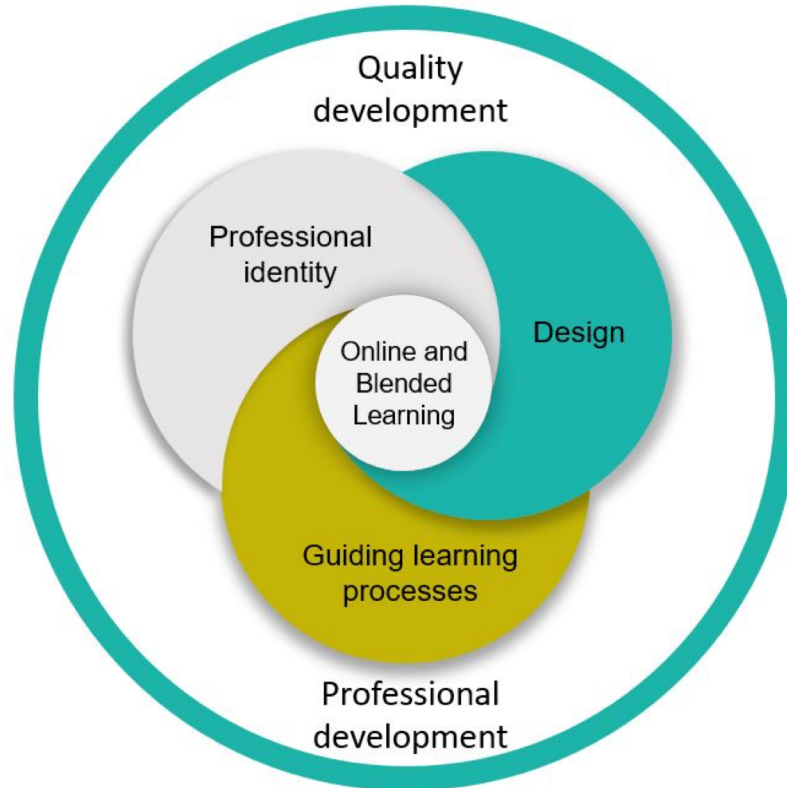 Quality
development
Professional
identity
Design
Online and
Blended
Learning
Guiding learning
processes
Professional
development